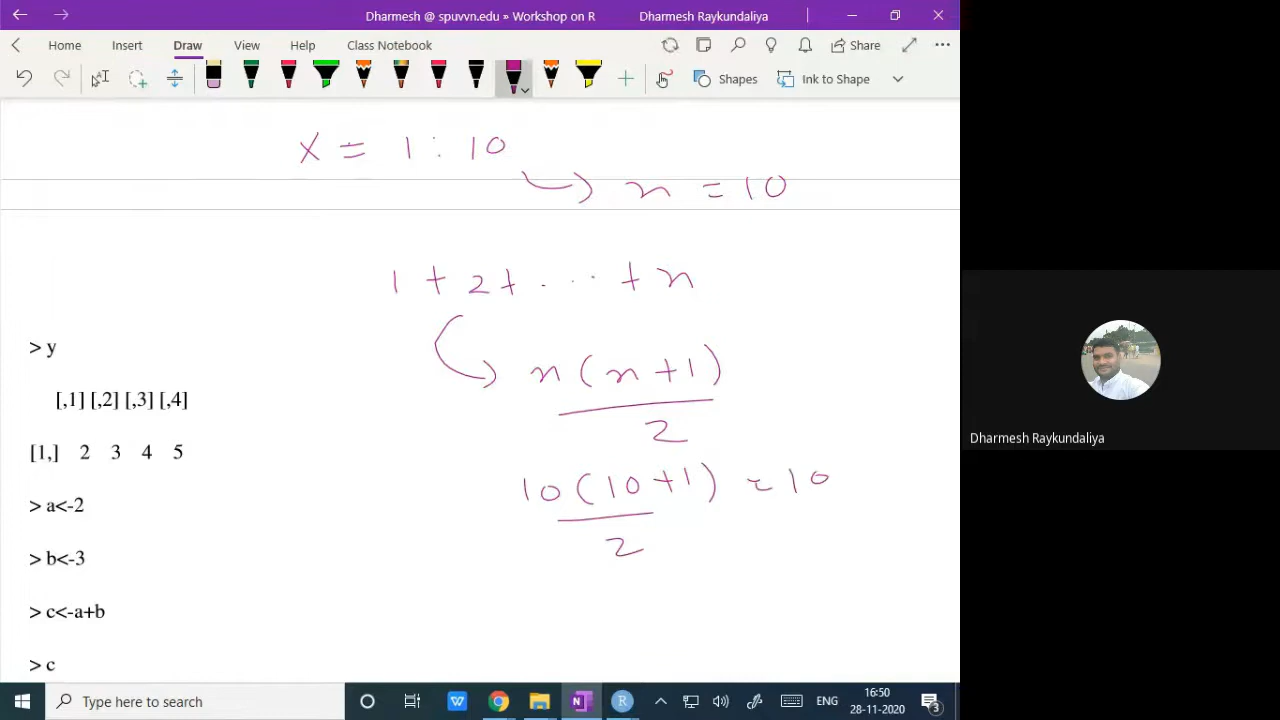 Dharmesh @ spuvvn.edu » Workshop on R
Dharmesh Raykundaliya
Home Insert Draw View Help Class Notebook Share
Shapes Ink to Shape
x = 1 : 10
n = 10
1 + 2 + . . . + n
n ( n + 1 )
2
10 ( 10 + 1 ) = 10
2
> y
[,1] [,2] [,3] [,4]
[1,] 2 3 4 5
> a<-2
> b<-3
> c<-a+b
> c
Dharmesh Raykundaliya
Type here to search
ENG
16:50
28-11-2020
3